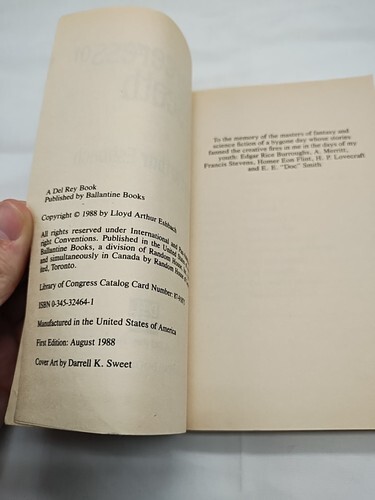 A Del Rey Book
Published by Ballantine Books
Copyright © 1988 by Lloyd Arthur Eshbach
All rights reserved under International and
right Conventions. Published in the United States
Ballantine Books, a division of Random House,
and simultaneously in Canada by Random House of
Toronto.
Library of Congress Catalog Card Number:
ISBN 0-345-32464-1
Manufactured in the United States of America
First Edition: August 1988
Cover Art by Darrell K. Sweet
To the memory of the masters of fantasy and
science fiction of a bygone day whose stories
fanned the creative fires in me in the days of my
youth. Edgar Rice Burroughs, A. Merritt,
Francis Stevens, Homer Eon Flint, H. P. Lovecraft
and E. E. "Doc" Smith